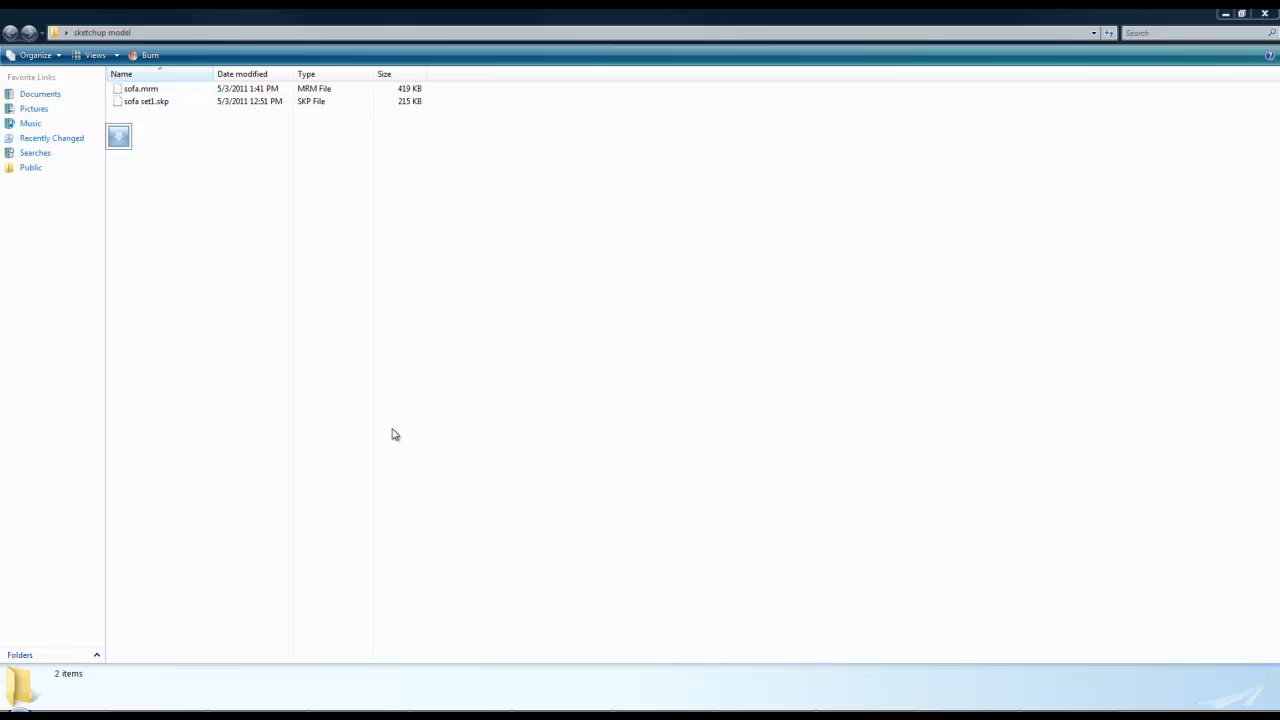 sketchup model
Search
Organize Views Burn
Favorite Links
Documents
Pictures
Music
Recently Changed
Searches
Public
Name Date modified Type Size
sofa.mrm 5/3/2011 1:41 PM MRM File 419 KB
sofa set1.skp 5/3/2011 12:51 PM SKP File 215 KB
Folders
2 items